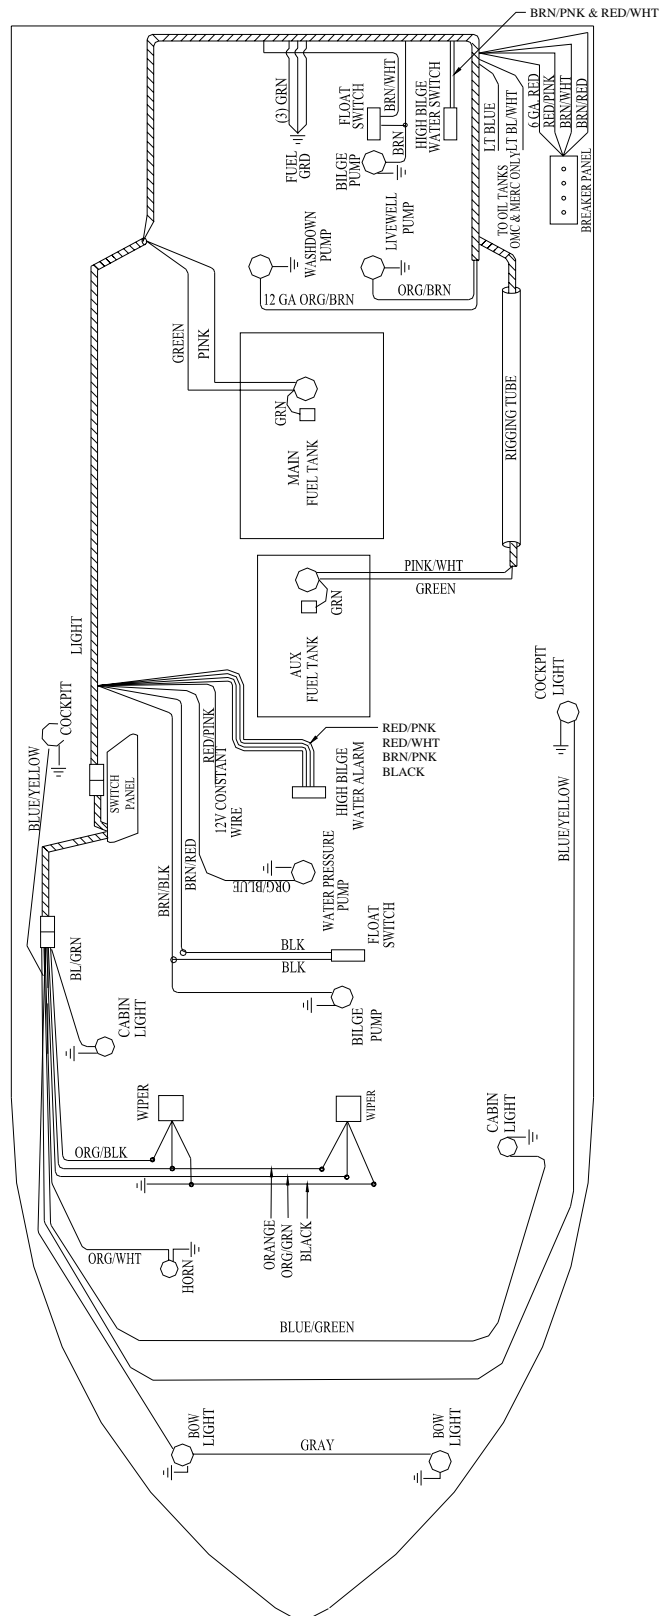 BRN/PNK & RED/WHT
(3) GRN
FUEL
GRD
FLOAT
SWITCH
BRN/WHT
BRN
BILGE
PUMP
HIGH BILGE
WATER SWITCH
LT BLUE
LT BL/WHT
TO OIL TANKS
OMC & MERC ONLY
6 GA. RED
RED/PINK
BRN/WHT
BRN/RED
BREAKER PANEL
WASHDOWN
PUMP
LIVEWELL
PUMP
12 GA ORG/BRN
ORG/BRN
GREEN
PINK
GRN
MAIN
FUEL TANK
RIGGING TUBE
PINK/WHT
GREEN
GRN
AUX
FUEL TANK
LIGHT
COCKPIT
BLUE/YELLOW
SWITCH
PANEL
RED/PINK
12V CONSTANT
WIRE
RED/PNK
RED/WHT
BRN/PNK
BLACK
HIGH BILGE
WATER ALARM
COCKPIT
LIGHT
BLUE/YELLOW
BRN/BLK
BRN/RED
ORG/BLUE
WATER PRESSURE
PUMP
BLK
BLK
FLOAT
SWITCH
BL/GRN
CABIN
LIGHT
BILGE
PUMP
WIPER
WIPER
ORG/BLK
CABIN
LIGHT
ORANGE
ORG/GRN
BLACK
ORG/WHT
HORN
BLUE/GREEN
BOW
LIGHT
GRAY
BOW
LIGHT